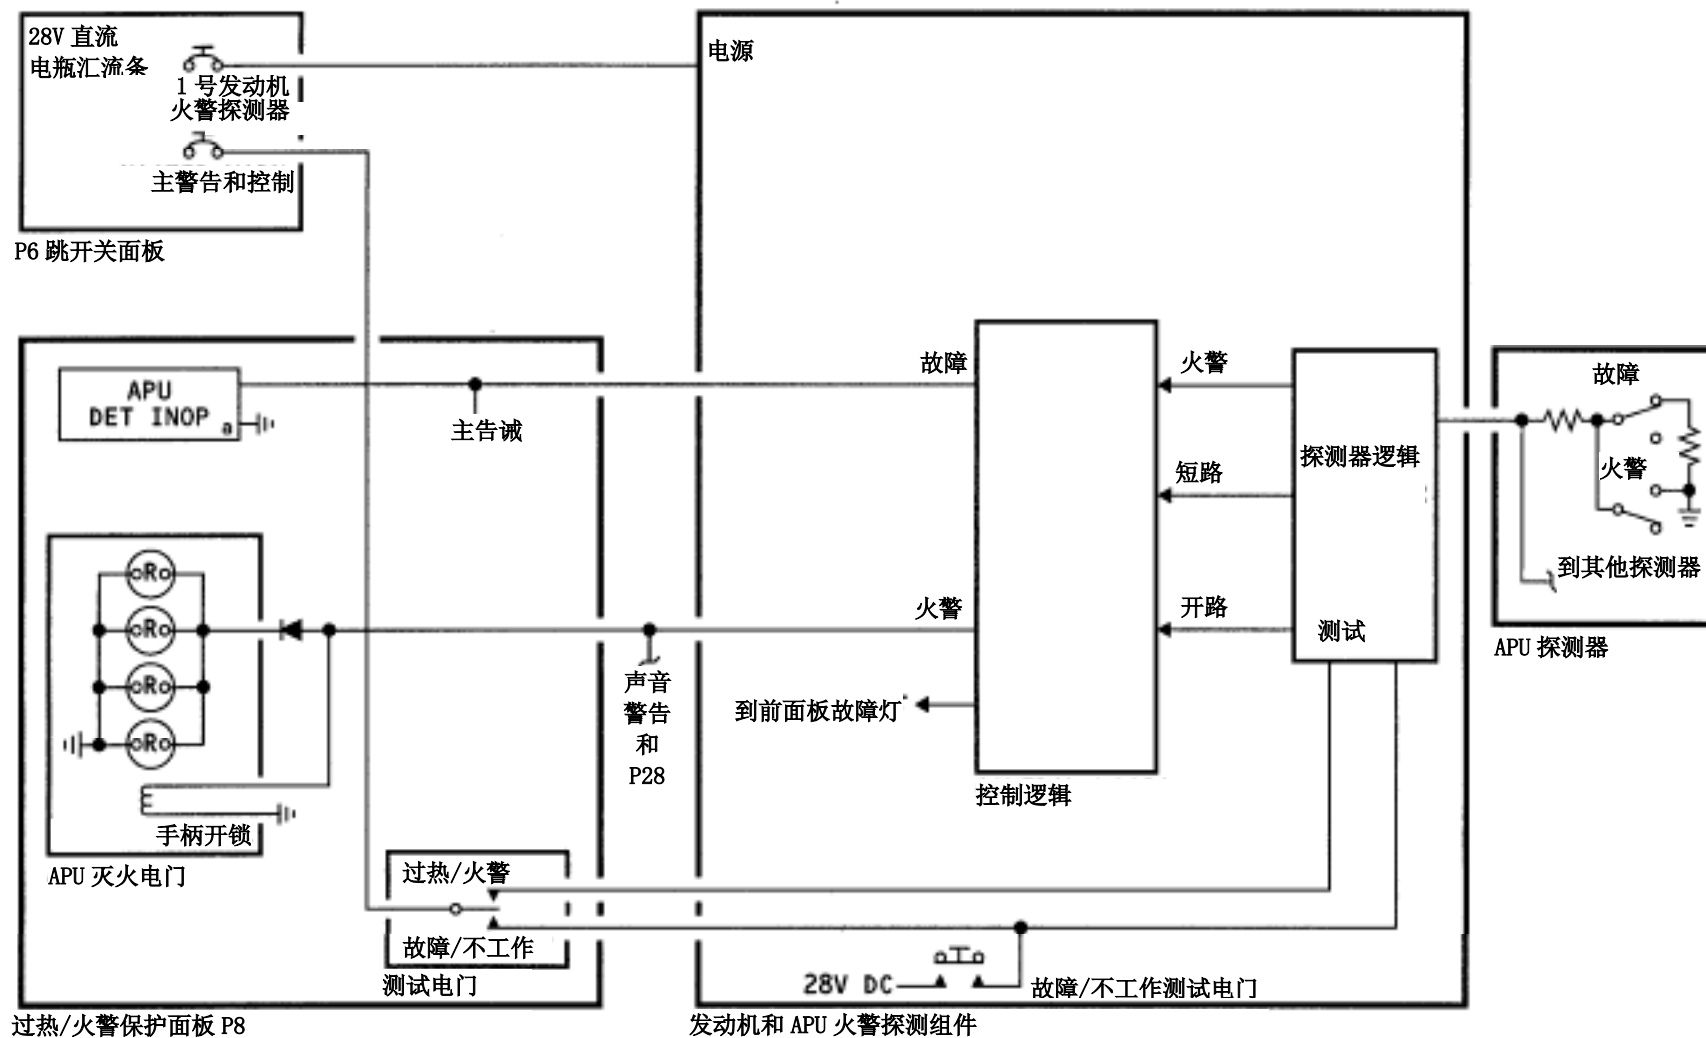 28V 直流
电瓶汇流条
1 号发动机
火警探测器
主警告和控制
P6 跳开关面板
电源
APU
DET INOP
a
主告诫
故障
火警
短路
开路
火警
探测器逻辑
测试
故障
火警
到其他探测器
APU 探测器
R
R
R
R
手柄开锁
APU 灭火电门
声音
警告
和
P28
到前面板故障灯
控制逻辑
过热/火警
故障/不工作
测试电门
28V DC
故障/不工作测试电门
过热/火警保护面板 P8
发动机和 APU 火警探测组件